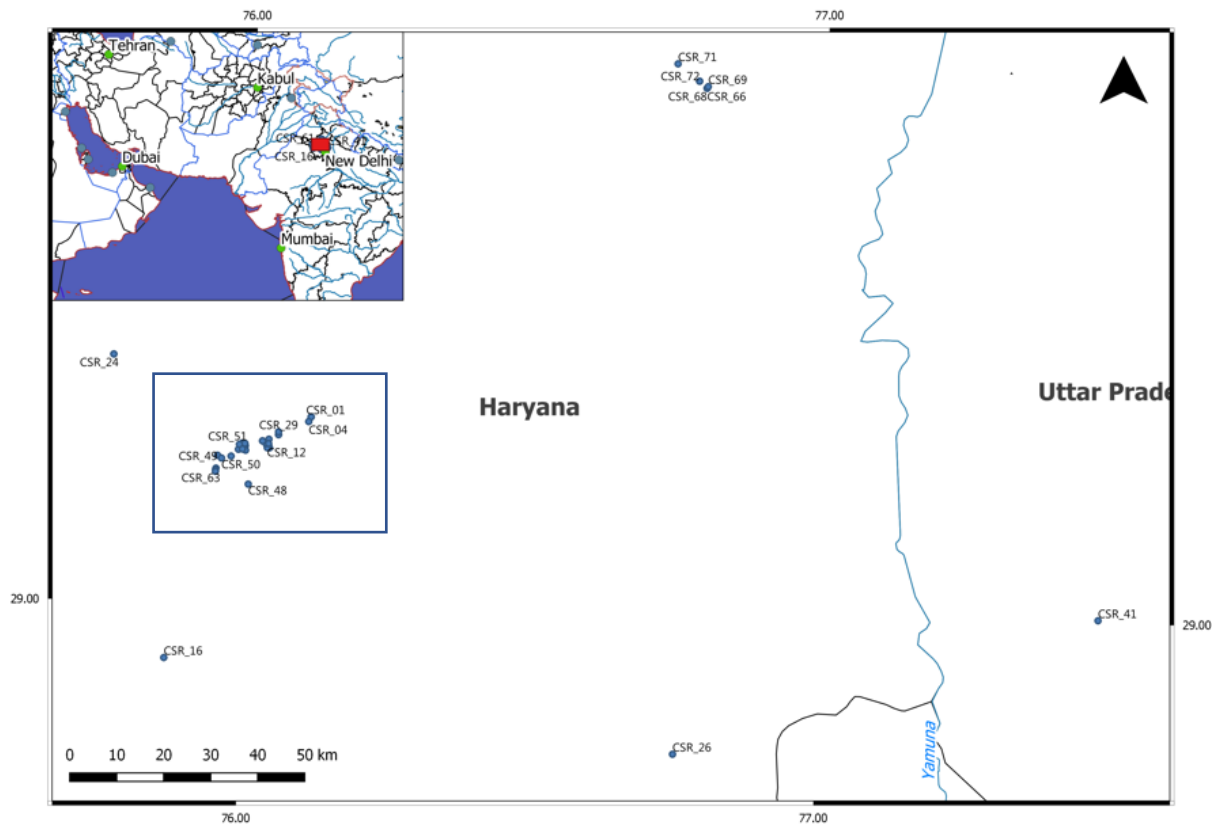 76.00
77.00
Tehran
Kabul
Dubai
CSR_16
New Delhi
Mumbai
CSR_71
CSR_72
CSR_69
CSR_68
CSR_66
CSR_24
Haryana
Uttar Prade
CSR_01
CSR_04
CSR_29
CSR_51
CSR_12
CSR_49
CSR_50
CSR_63
CSR_48
29.00
29.00
CSR_41
CSR_16
CSR_26
Yamuna
0 10 20 30 40 50 km
76.00
77.00